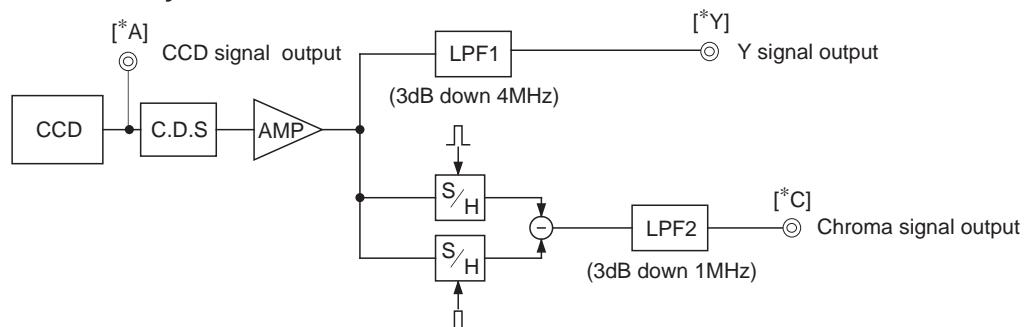 [*A]
CCD signal output
[*Y]
LPF1
Y signal output
(3dB down 4MHz)
CCD
C.D.S
AMP
S/H
[*C]
S/H
LPF2
Chroma signal output
(3dB down 1MHz)